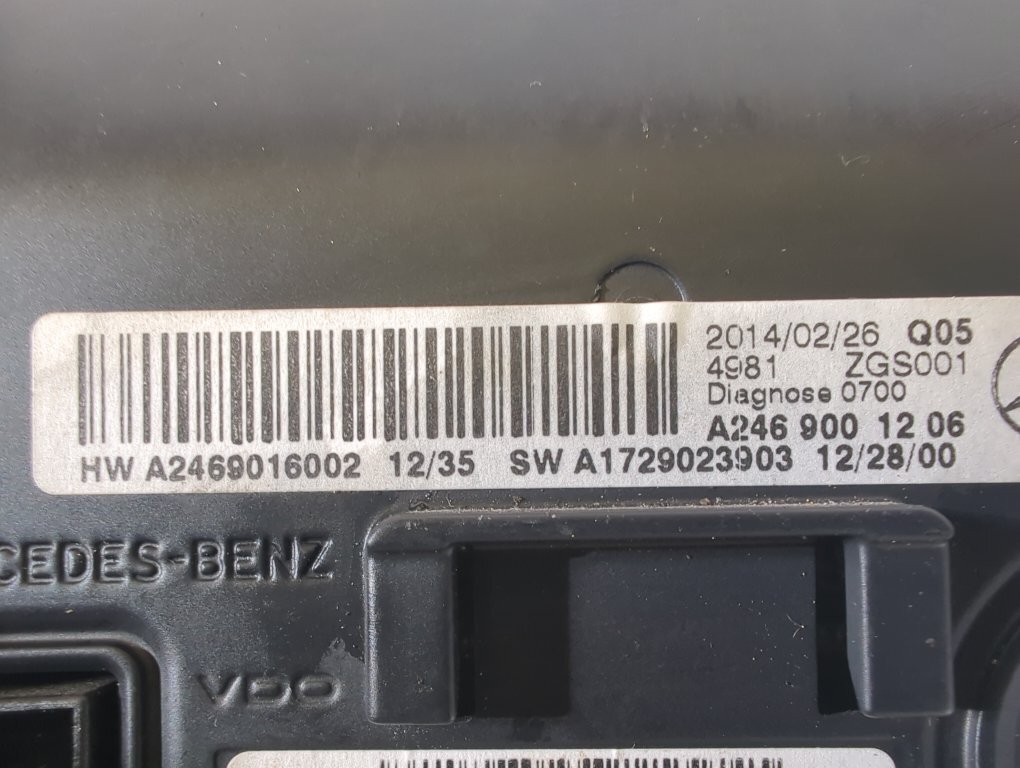 2014/02/26 Q05
4981 ZGS001
Diagnose 0700
A246 900 12 06
HW A2469016002 12/35 SW A1729023903 12/28/00
CEDES-BENZ
VDO